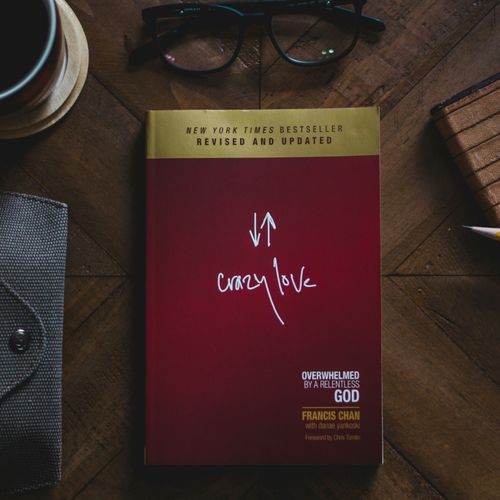 NEW YORK TIMES BESTSELLER
REVISED AND UPDATED
crazy love
OVERWHELMED
BY A RELENTLESS
GOD
FRANCIS CHAN
with danae yankoski
Foreword by Chris Tomlin